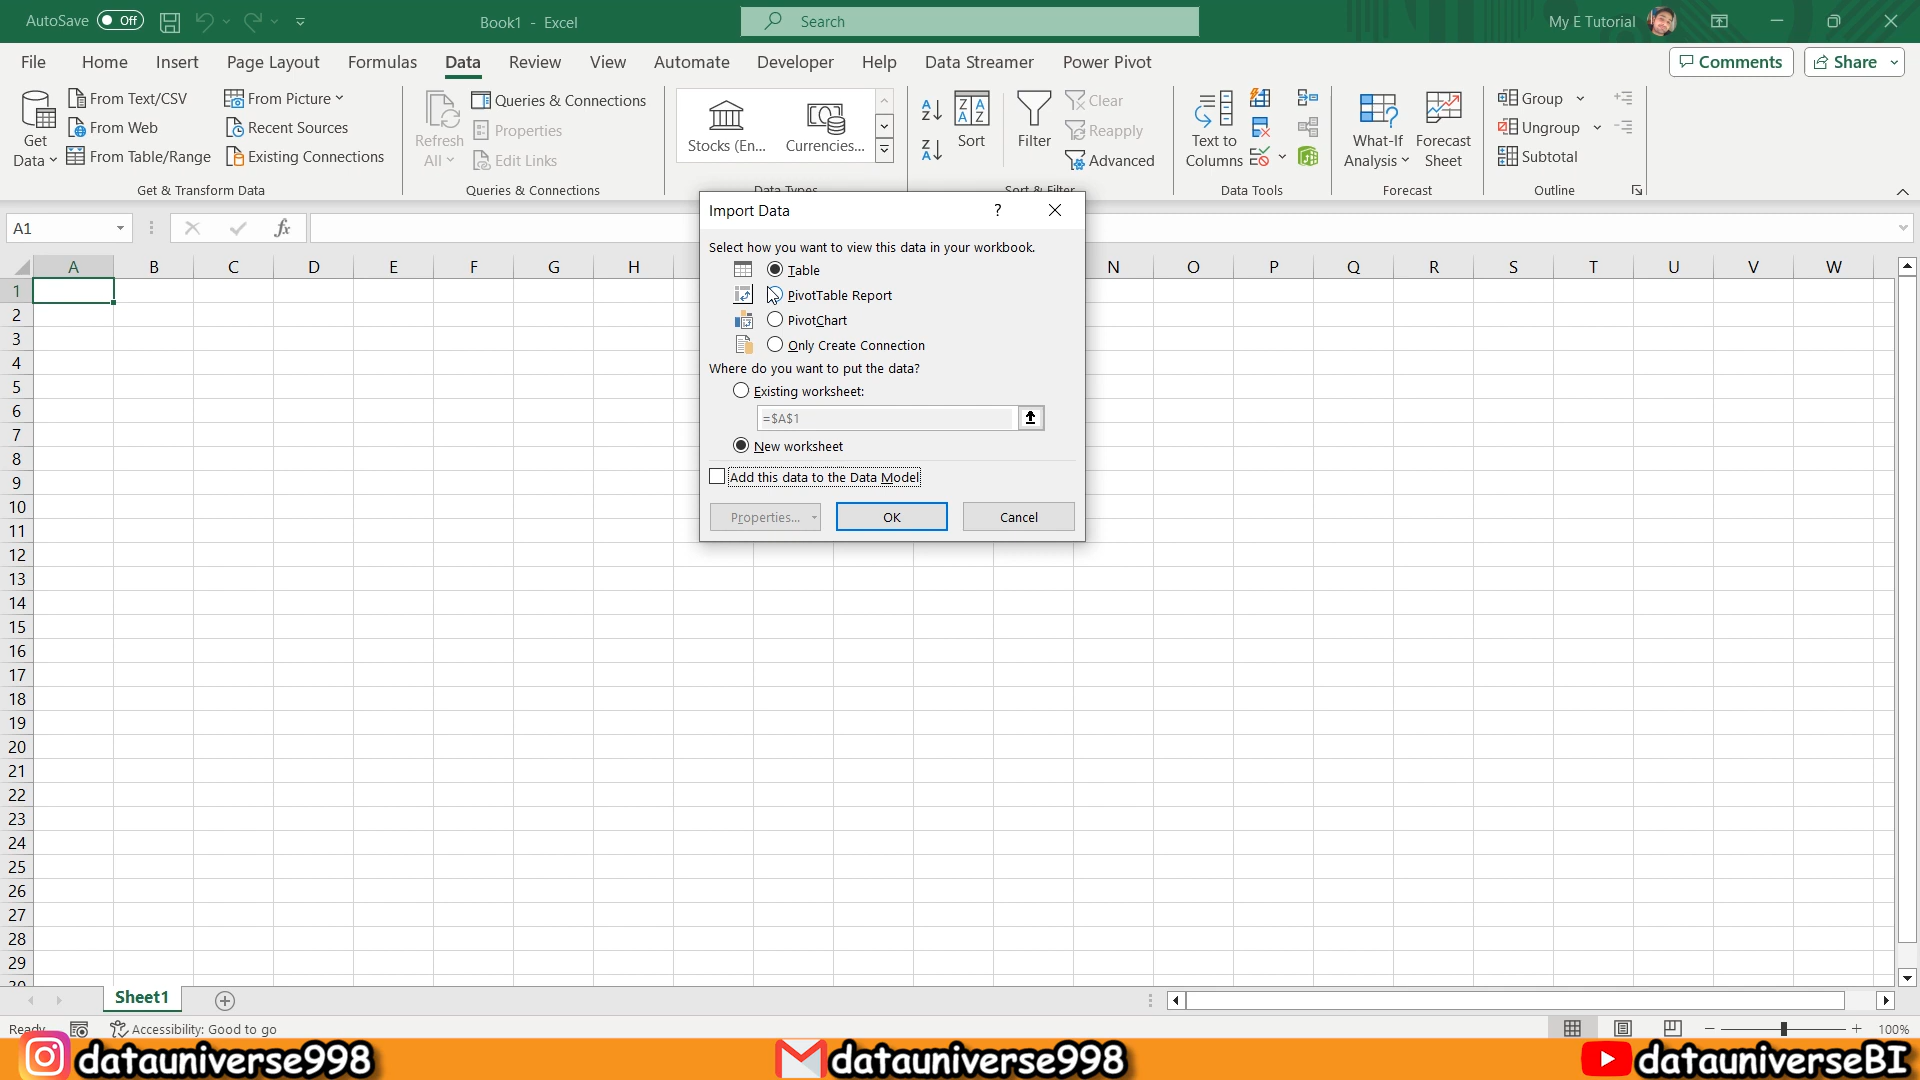 AutoSave Off Book1 - Excel Search My E Tutorial
File Home Insert Page Layout Formulas Data Review View Automate Developer Help Data Streamer Power Pivot Comments Share
Get Data
From Text/CSV
From Web
From Table/Range
From Picture
Recent Sources
Existing Connections
Get & Transform Data
Refresh All
Queries & Connections
Properties
Edit Links
Queries & Connections
Stocks (En...
Currencies...
Data Types
Sort
Filter
Clear
Reapply
Advanced
Sort & Filter
Text to Columns
Data Tools
What-If Analysis
Forecast Sheet
Forecast
Group
Ungroup
Subtotal
Outline
A1
fx
Import Data ?
Select how you want to view this data in your workbook.
Table
PivotTable Report
PivotChart
Only Create Connection
Where do you want to put the data?
Existing worksheet:
=$A$1
New worksheet
Add this data to the Data Model
Properties... OK Cancel
A B C D E F G H N O P Q R S T U V W
1
2
3
4
5
6
7
8
9
10
11
12
13
14
15
16
17
18
19
20
21
22
23
24
25
26
27
28
29
30
Sheet1
Ready Accessibility: Good to go 100%
datauniverse998 datauniverse998 datauniverseBI